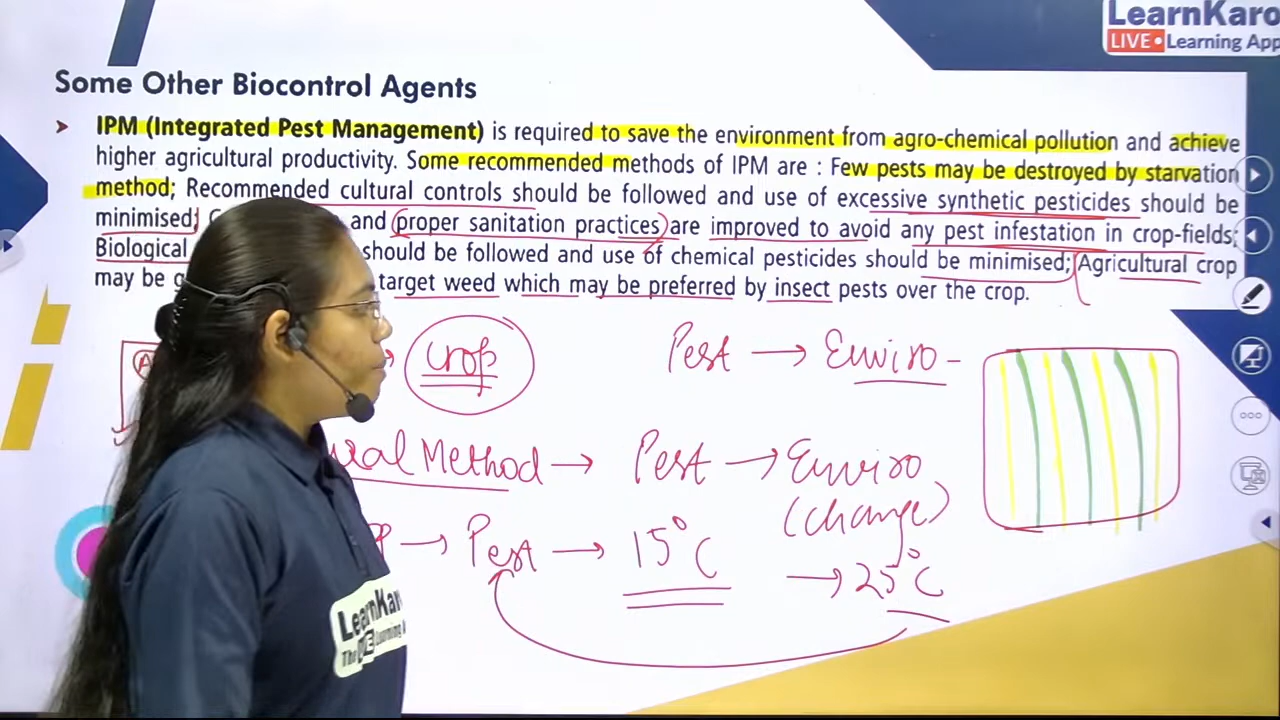 LearnKaro
LIVE • Learning App
Some Other Biocontrol Agents
➤ IPM (Integrated Pest Management) is required to save the environment from agro-chemical pollution and achieve
higher agricultural productivity. Some recommended methods of IPM are : Few pests may be destroyed by starvation
method; Recommended cultural controls should be followed and use of excessive synthetic pesticides should be
minimised; and proper sanitation practices are improved to avoid any pest infestation in crop-fields;
Biological should be followed and use of chemical pesticides should be minimised; Agricultural crop
may be target weed which may be preferred by insect pests over the crop.
A → Crop Pest → Enviro -
ural Method → Pest → Enviro
(Change)
→ Pest → 15°C → 25°C
LearnKar
The LIVE Learning A